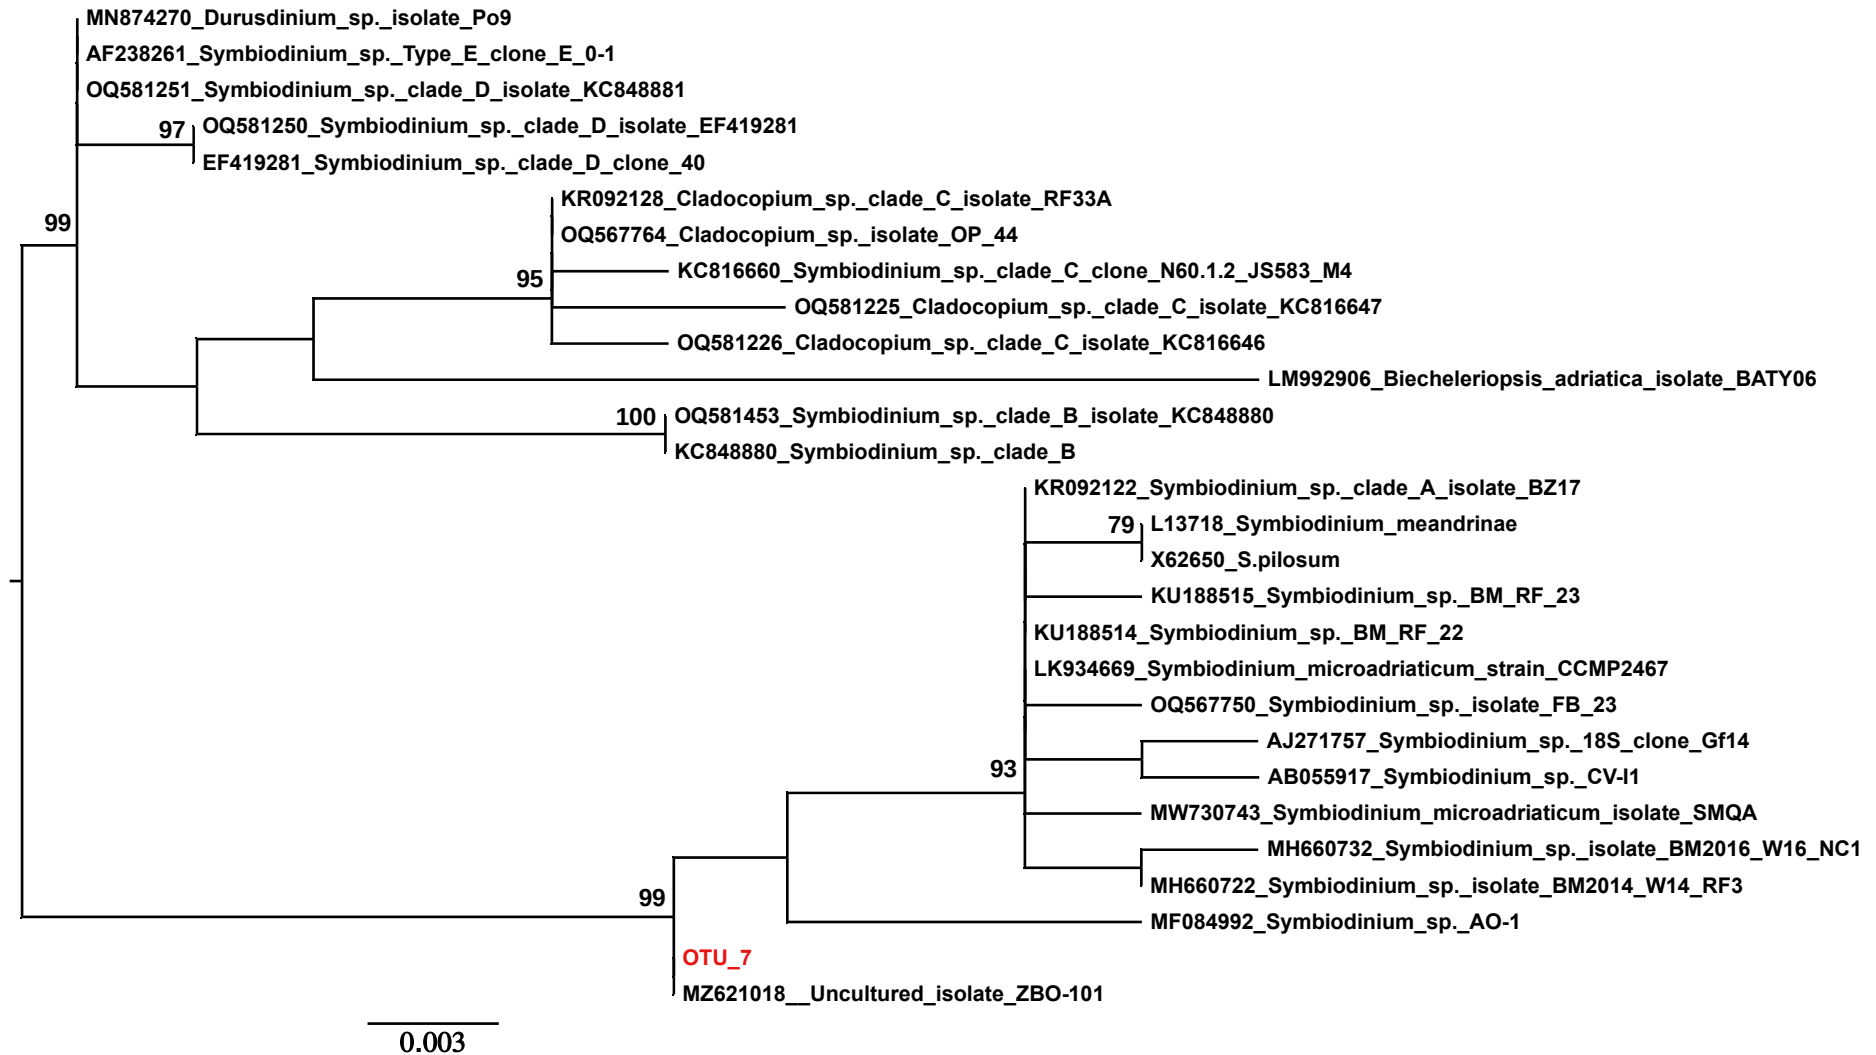 MN874270_Durusdinium_sp._isolate_Po9
AF238261_Symbiodinium_sp._Type_E_clone_E_0-1
OQ581251_Symbiodinium_sp._clade_D_isolate_KC848881
97
OQ581250_Symbiodinium_sp._clade_D_isolate_EF419281
EF419281_Symbiodinium_sp._clade_D_clone_40
KR092128_Cladocopium_sp._clade_C_isolate_RF33A
99
OQ567764_Cladocopium_sp._isolate_OP_44
KC816660_Symbiodinium_sp._clade_C_clone_N60.1.2_JS583_M4
95
OQ581225_Cladocopium_sp._clade_C_isolate_KC816647
OQ581226_Cladocopium_sp._clade_C_isolate_KC816646
LM992906_Biecheleriopsis_adriatica_isolate_BATY06
100
OQ581453_Symbiodinium_sp._clade_B_isolate_KC848880
KC848880_Symbiodinium_sp._clade_B
KR092122_Symbiodinium_sp._clade_A_isolate_BZ17
79
L13718_Symbiodinium_meandrinae
X62650_S.pilosum
KU188515_Symbiodinium_sp._BM_RF_23
KU188514_Symbiodinium_sp._BM_RF_22
LK934669_Symbiodinium_microadriaticum_strain_CCMP2467
OQ567750_Symbiodinium_sp._isolate_FB_23
AJ271757_Symbiodinium_sp._18S_clone_Gf14
93
AB055917_Symbiodinium_sp._CV-I1
MW730743_Symbiodinium_microadriaticum_isolate_SMQA
MH660732_Symbiodinium_sp._isolate_BM2016_W16_NC1
MH660722_Symbiodinium_sp._isolate_BM2014_W14_RF3
99
MF084992_Symbiodinium_sp._AO-1
OTU_7
MZ621018__Uncultured_isolate_ZBO-101
0.003